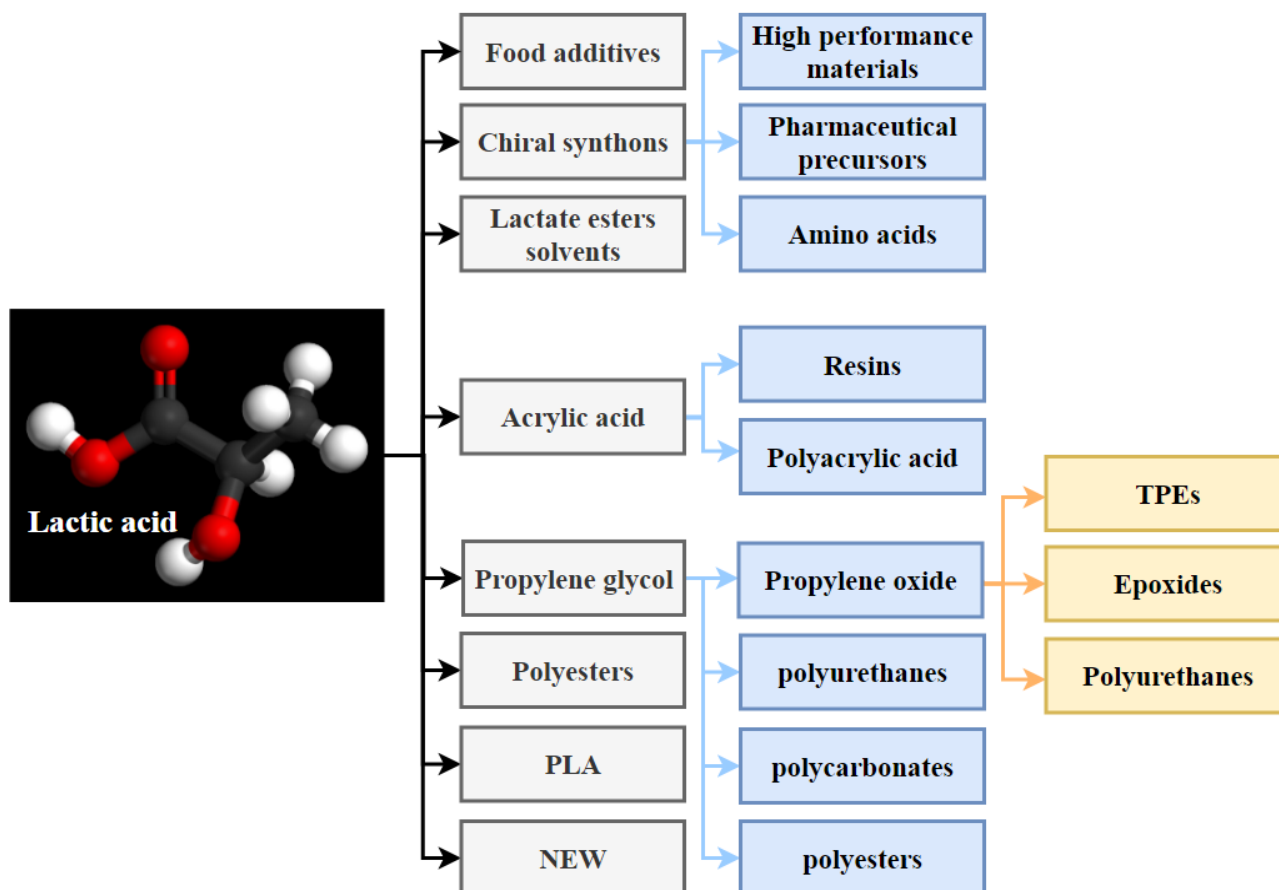 Food additives
High performance
materials
Chiral synthons
Pharmaceutical
precursors
Lactate esters
solvents
Amino acids
Lactic acid
Acrylic acid
Resins
Polyacrylic acid
TPEs
Propylene glycol
Propylene oxide
Epoxides
Polyesters
polyurethanes
Polyurethanes
PLA
polycarbonates
NEW
polyesters